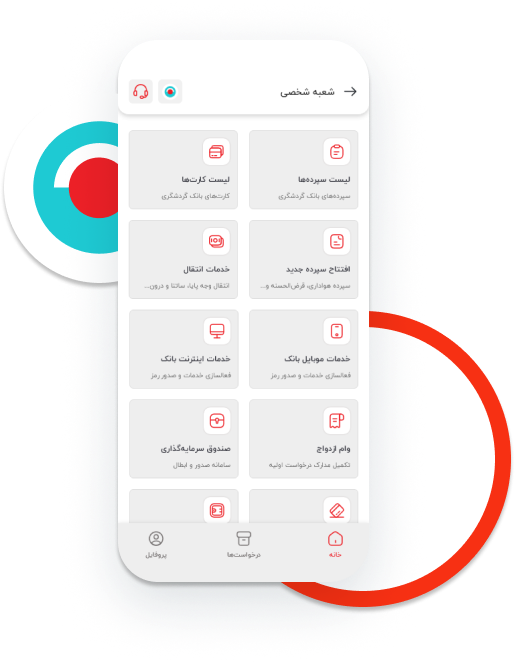 شعبه شخصی
لیست سپرده‌ها
سپرده‌های بانک گردشگری
لیست کارت‌ها
کارت‌های بانک گردشگری
افتتاح سپرده جدید
سپرده هواداری، قرض‌الحسنه و...
خدمات انتقال
انتقال وجه پایا، ساتنا و درون...
خدمات موبایل بانک
فعالسازی خدمات و صدور رمز
خدمات اینترنت بانک
فعالسازی خدمات و صدور رمز
وام ازدواج
تکمیل مدارک درخواست اولیه
صندوق سرمایه‌گذاری
سامانه صدور و ابطال
خانه
درخواست‌ها
پروفایل